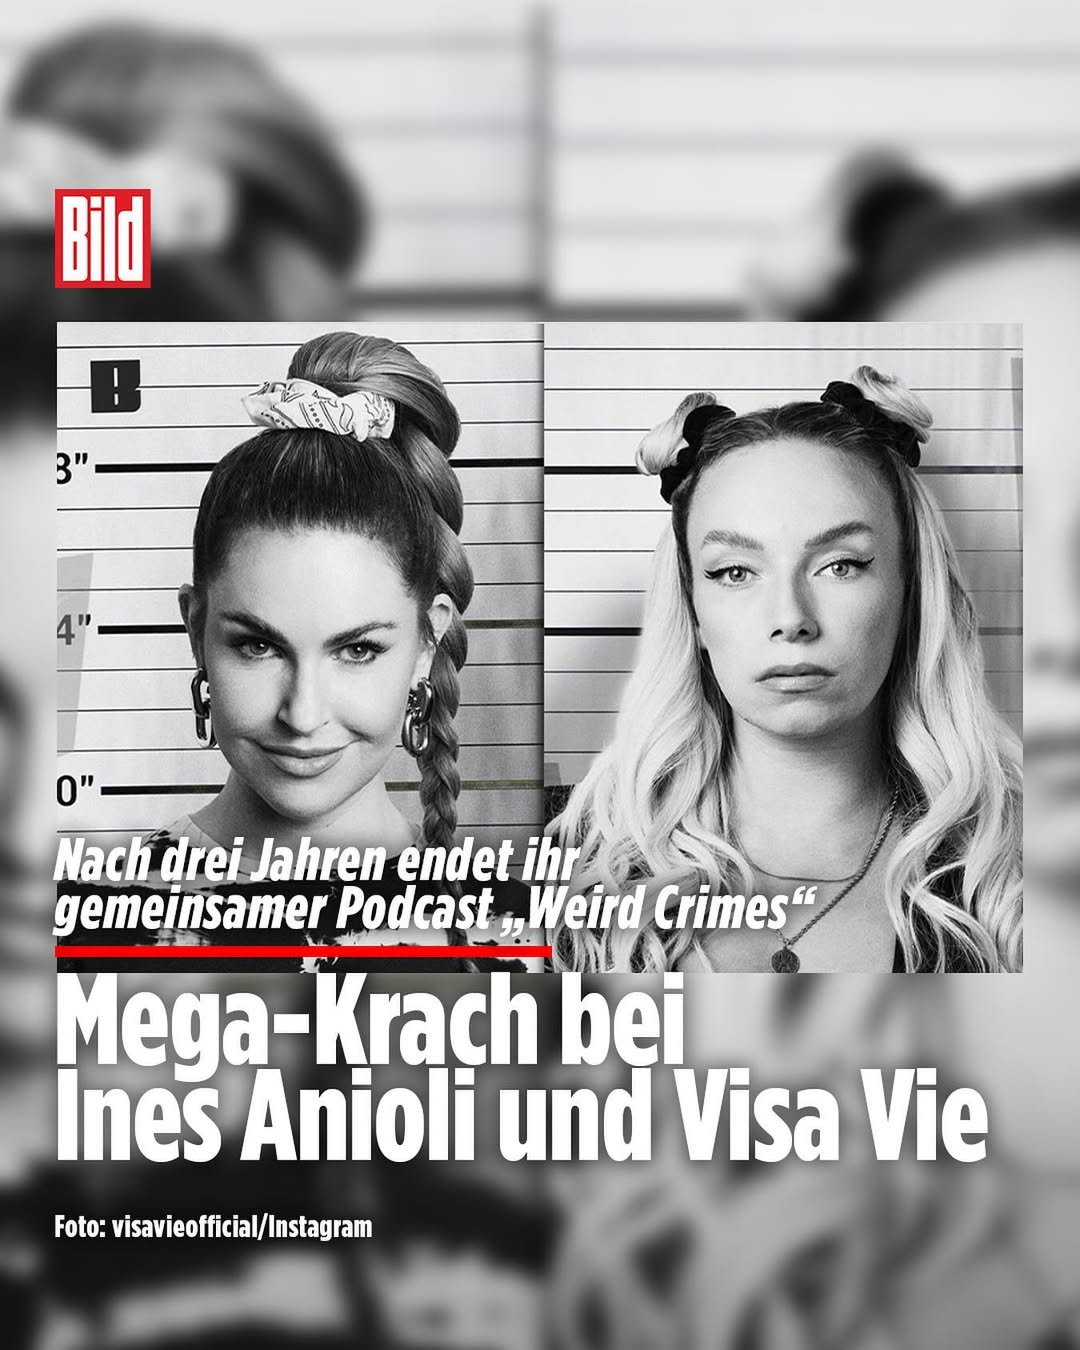 Bild
B
8"
4"
0"
Nach drei Jahren endet ihr
gemeinsamer Podcast „Weird Crimes“
Mega-Krach bei
Ines Anioli und Visa Vie
Foto: visavieofficial/Instagram